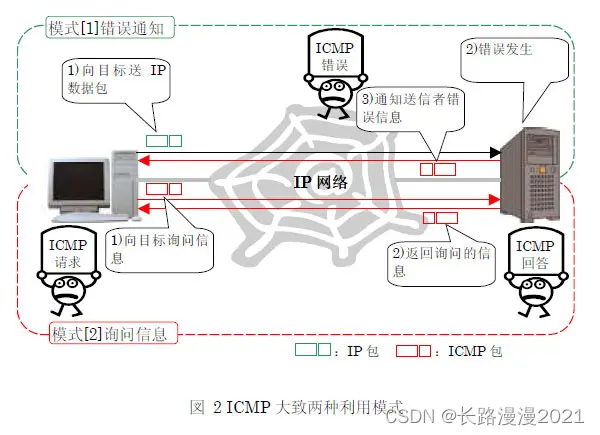 模式[1]错误通知
ICMP
错误
2)错误发生
1)向目标送 IP
数据包
3)通知送信者错
误信息
IP 网络
1)向目标询问信
息
2)返回询问的信
息
ICMP
请求
ICMP
回答
模式[2]询问信息
：IP 包
：ICMP 包
图 2 ICMP 大致两种利用模式
CSDN @长路漫漫2021